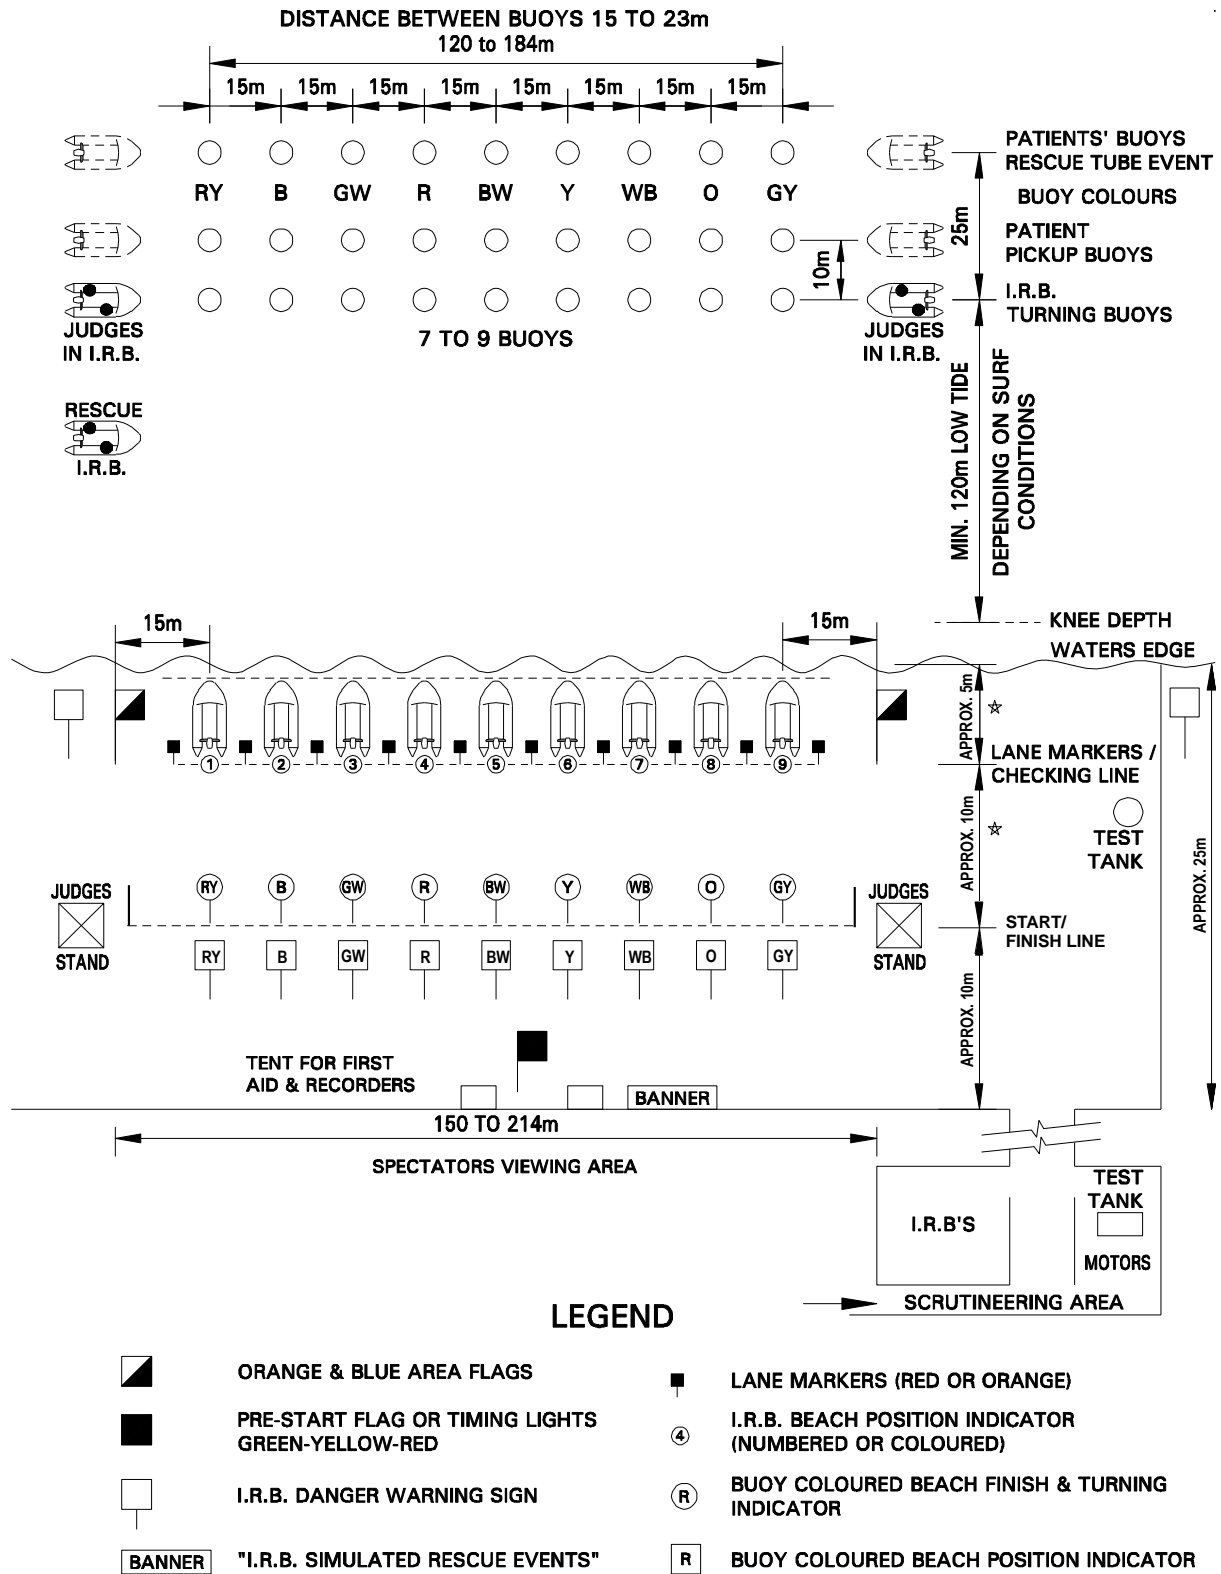 DISTANCE BETWEEN BUOYS 15 TO 23m
120 to 184m
15m 15m 15m 15m 15m 15m 15m 15m
PATIENTS' BUOYS
RESCUE TUBE EVENT
RY B GW R BW Y WB O GY
BUOY COLOURS
25m
PATIENT
PICKUP BUOYS
10m
I.R.B.
TURNING BUOYS
JUDGES
IN I.R.B.
7 TO 9 BUOYS
JUDGES
IN I.R.B.
RESCUE
I.R.B.
MIN. 120m LOW TIDE
DEPENDING ON SURF
CONDITIONS
15m
15m
KNEE DEPTH
WATERS EDGE
APPROX. 5m
1 2 3 4 5 6 7 8 9
LANE MARKERS /
CHECKING LINE
APPROX. 10m
TEST
TANK
APPROX. 25m
JUDGES
STAND
RY B GW R BW Y WB O GY
JUDGES
STAND
START/
FINISH LINE
RY B GW R BW Y WB O GY
APPROX. 10m
TENT FOR FIRST
AID & RECORDERS
BANNER
150 TO 214m
SPECTATORS VIEWING AREA
TEST
TANK
I.R.B'S
MOTORS
SCRUTINEERING AREA
LEGEND
ORANGE & BLUE AREA FLAGS
PRE-START FLAG OR TIMING LIGHTS
GREEN-YELLOW-RED
I.R.B. DANGER WARNING SIGN
BANNER "I.R.B. SIMULATED RESCUE EVENTS"
LANE MARKERS (RED OR ORANGE)
4 I.R.B. BEACH POSITION INDICATOR
(NUMBERED OR COLOURED)
R BUOY COLOURED BEACH FINISH & TURNING
INDICATOR
R BUOY COLOURED BEACH POSITION INDICATOR